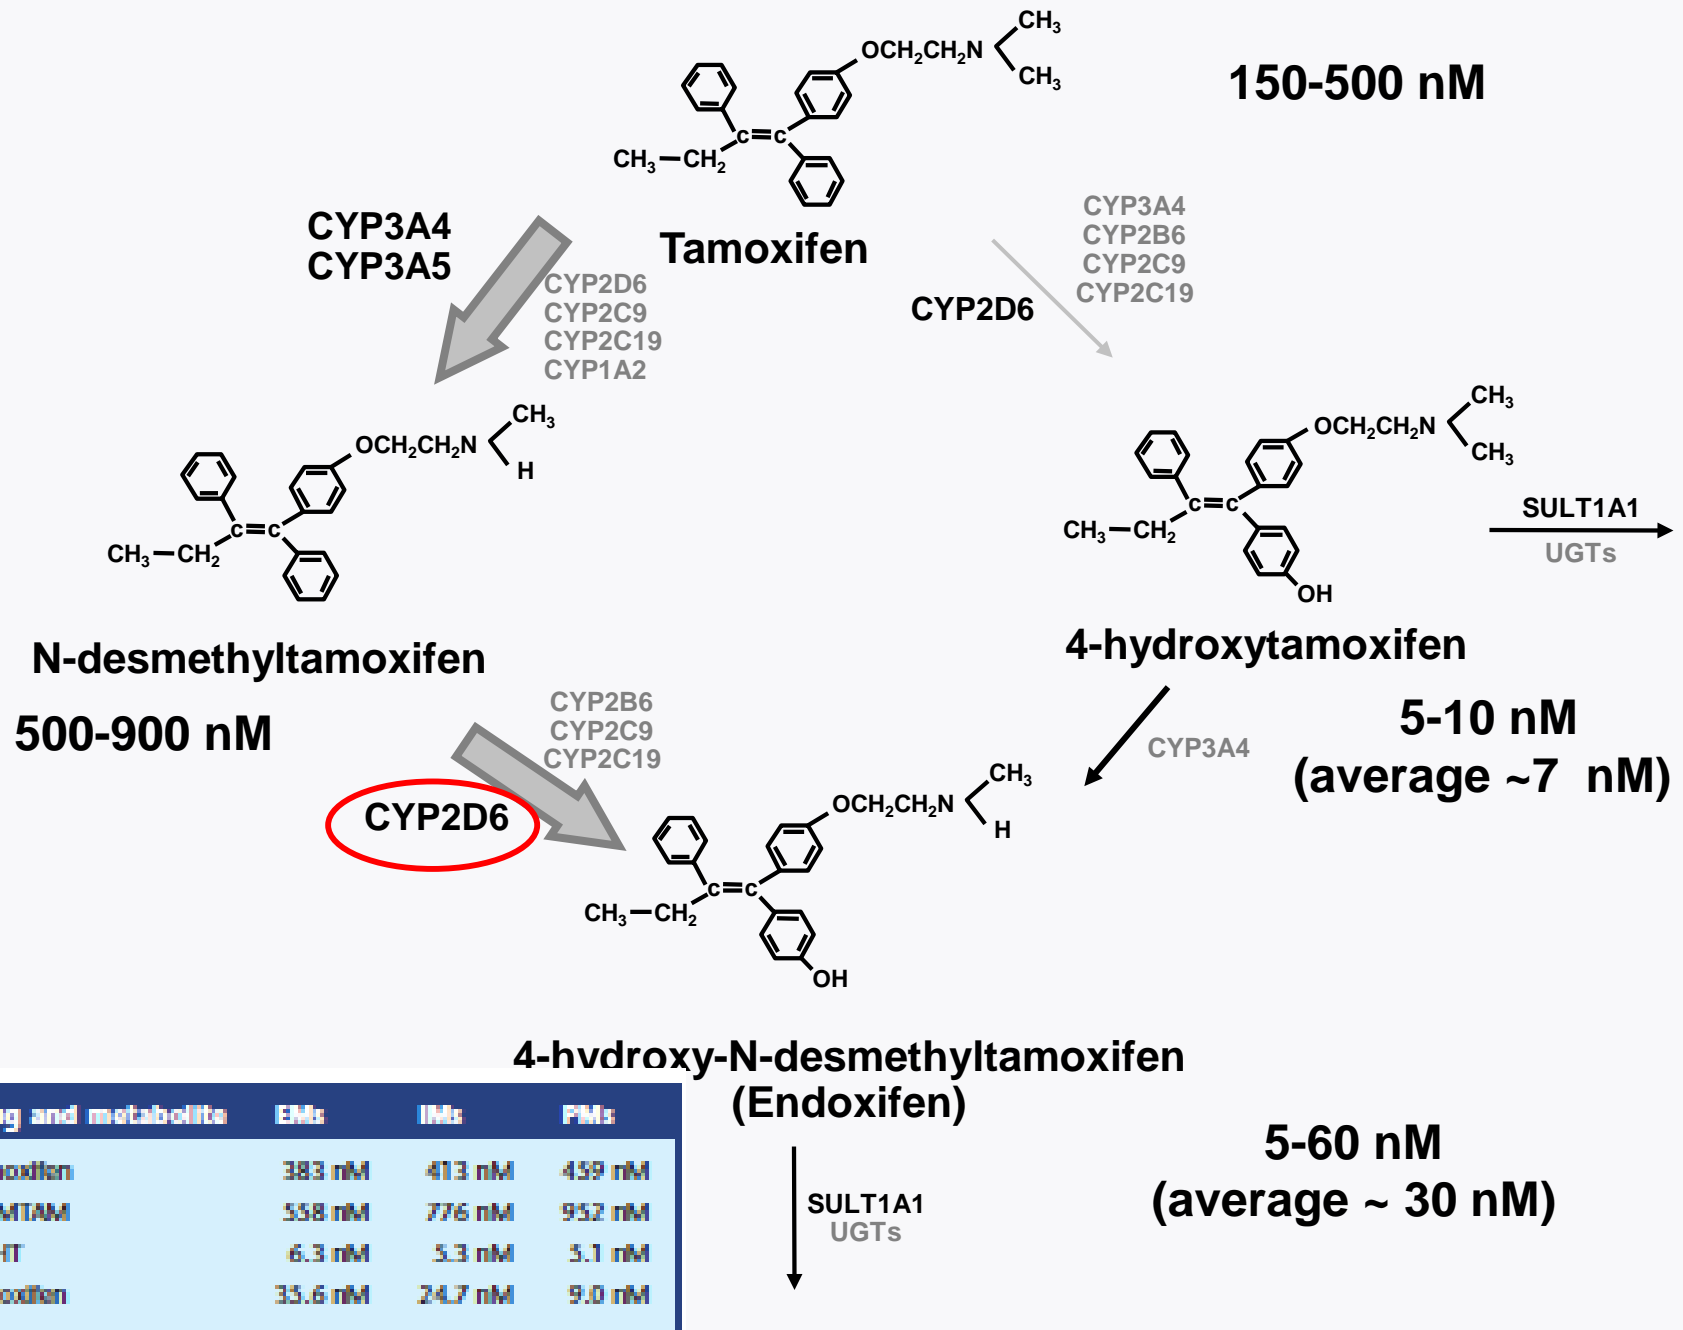 CH3
OCH2CH2N
CH3
150-500 nM
C=C
CH3—CH2
Tamoxifen
CYP3A4
CYP3A5
CYP2D6
CYP2C9
CYP2C19
CYP1A2
CYP3A4
CYP2B6
CYP2C9
CYP2C19
CYP2D6
CH3
OCH2CH2N
H
C=C
CH3—CH2
N-desmethyltamoxifen
500-900 nM
CH3
OCH2CH2N
CH3
C=C
CH3—CH2
OH
SULT1A1
UGTs
4-hydroxytamoxifen
5-10 nM
(average ~7 nM)
CYP2B6
CYP2C9
CYP2C19
CYP2D6
CYP3A4
CH3
OCH2CH2N
H
C=C
CH3—CH2
OH
4-hydroxy-N-desmethyltamoxifen
(Endoxifen)
5-60 nM
(average ~ 30 nM)
SULT1A1
UGTs
and metabolite EMs IMs PMs
383 nM 413 nM 459 nM
MTAM 558 nM 776 nM 952 nM
HT 6.3 nM 5.3 nM 5.1 nM
24.7 nM 9.0 nM